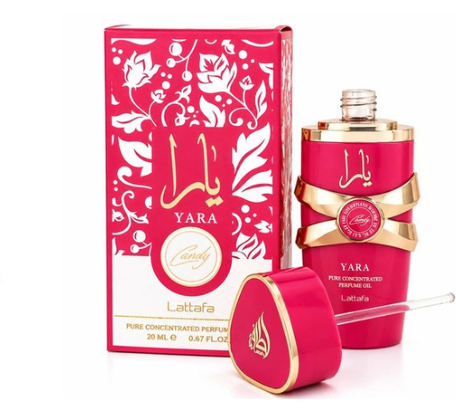 يارا
YARA
Candy
Lattafa
PURE CONCENTRATED PERFUM
20 ML ℮ 0.67 FL.OZ
يارا
Candy
YARA
PURE CONCENTRATED
PERFUME OIL
Lattafa